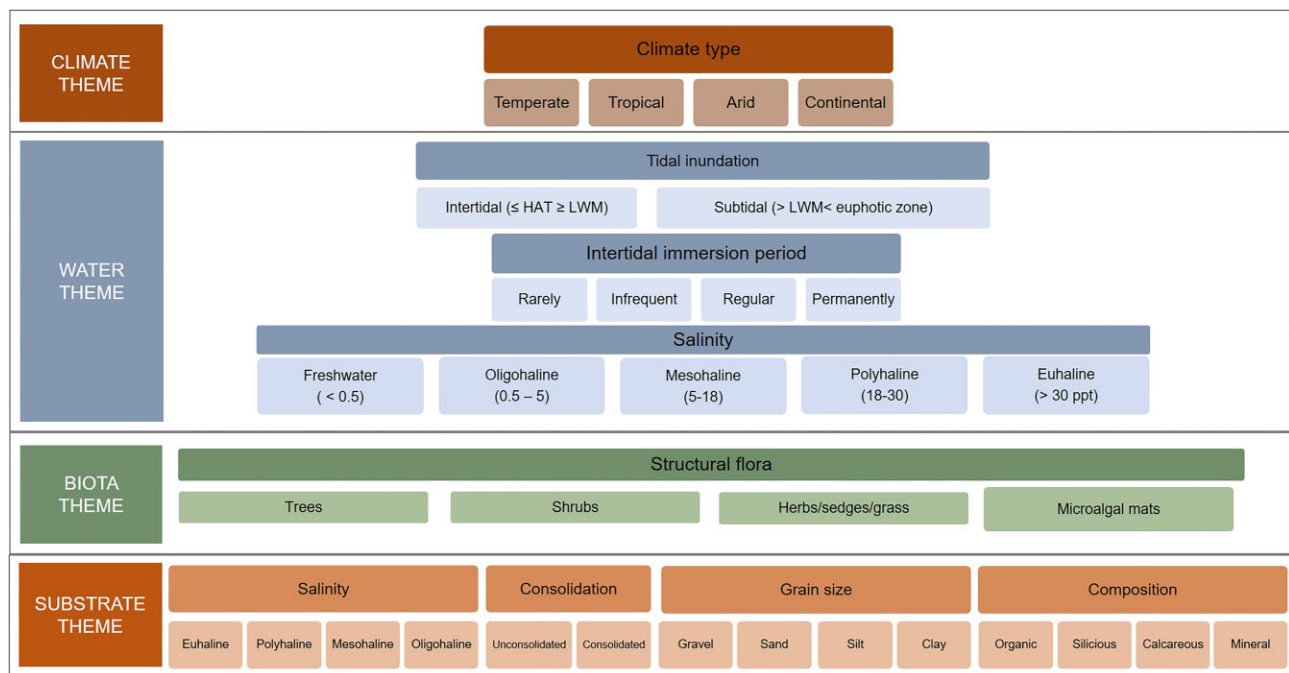 CLIMATE
THEME
Climate type
Temperate
Tropical
Arid
Continental
WATER
THEME
Tidal inundation
Intertidal (≤ HAT ≥ LWM)
Subtidal (> LWM< euphotic zone)
Intertidal immersion period
Rarely
Infrequent
Regular
Permanently
Salinity
Freshwater
( < 0.5)
Oligohaline
(0.5 – 5)
Mesohaline
(5-18)
Polyhaline
(18-30)
Euhaline
(> 30 ppt)
BIOTA
THEME
Structural flora
Trees
Shrubs
Herbs/sedges/grass
Microalgal mats
SUBSTRATE
THEME
Salinity
Euhaline
Polyhaline
Mesohaline
Oligohaline
Consolidation
Unconsolidated
Consolidated
Grain size
Gravel
Sand
Silt
Clay
Composition
Organic
Silicious
Calcareous
Mineral